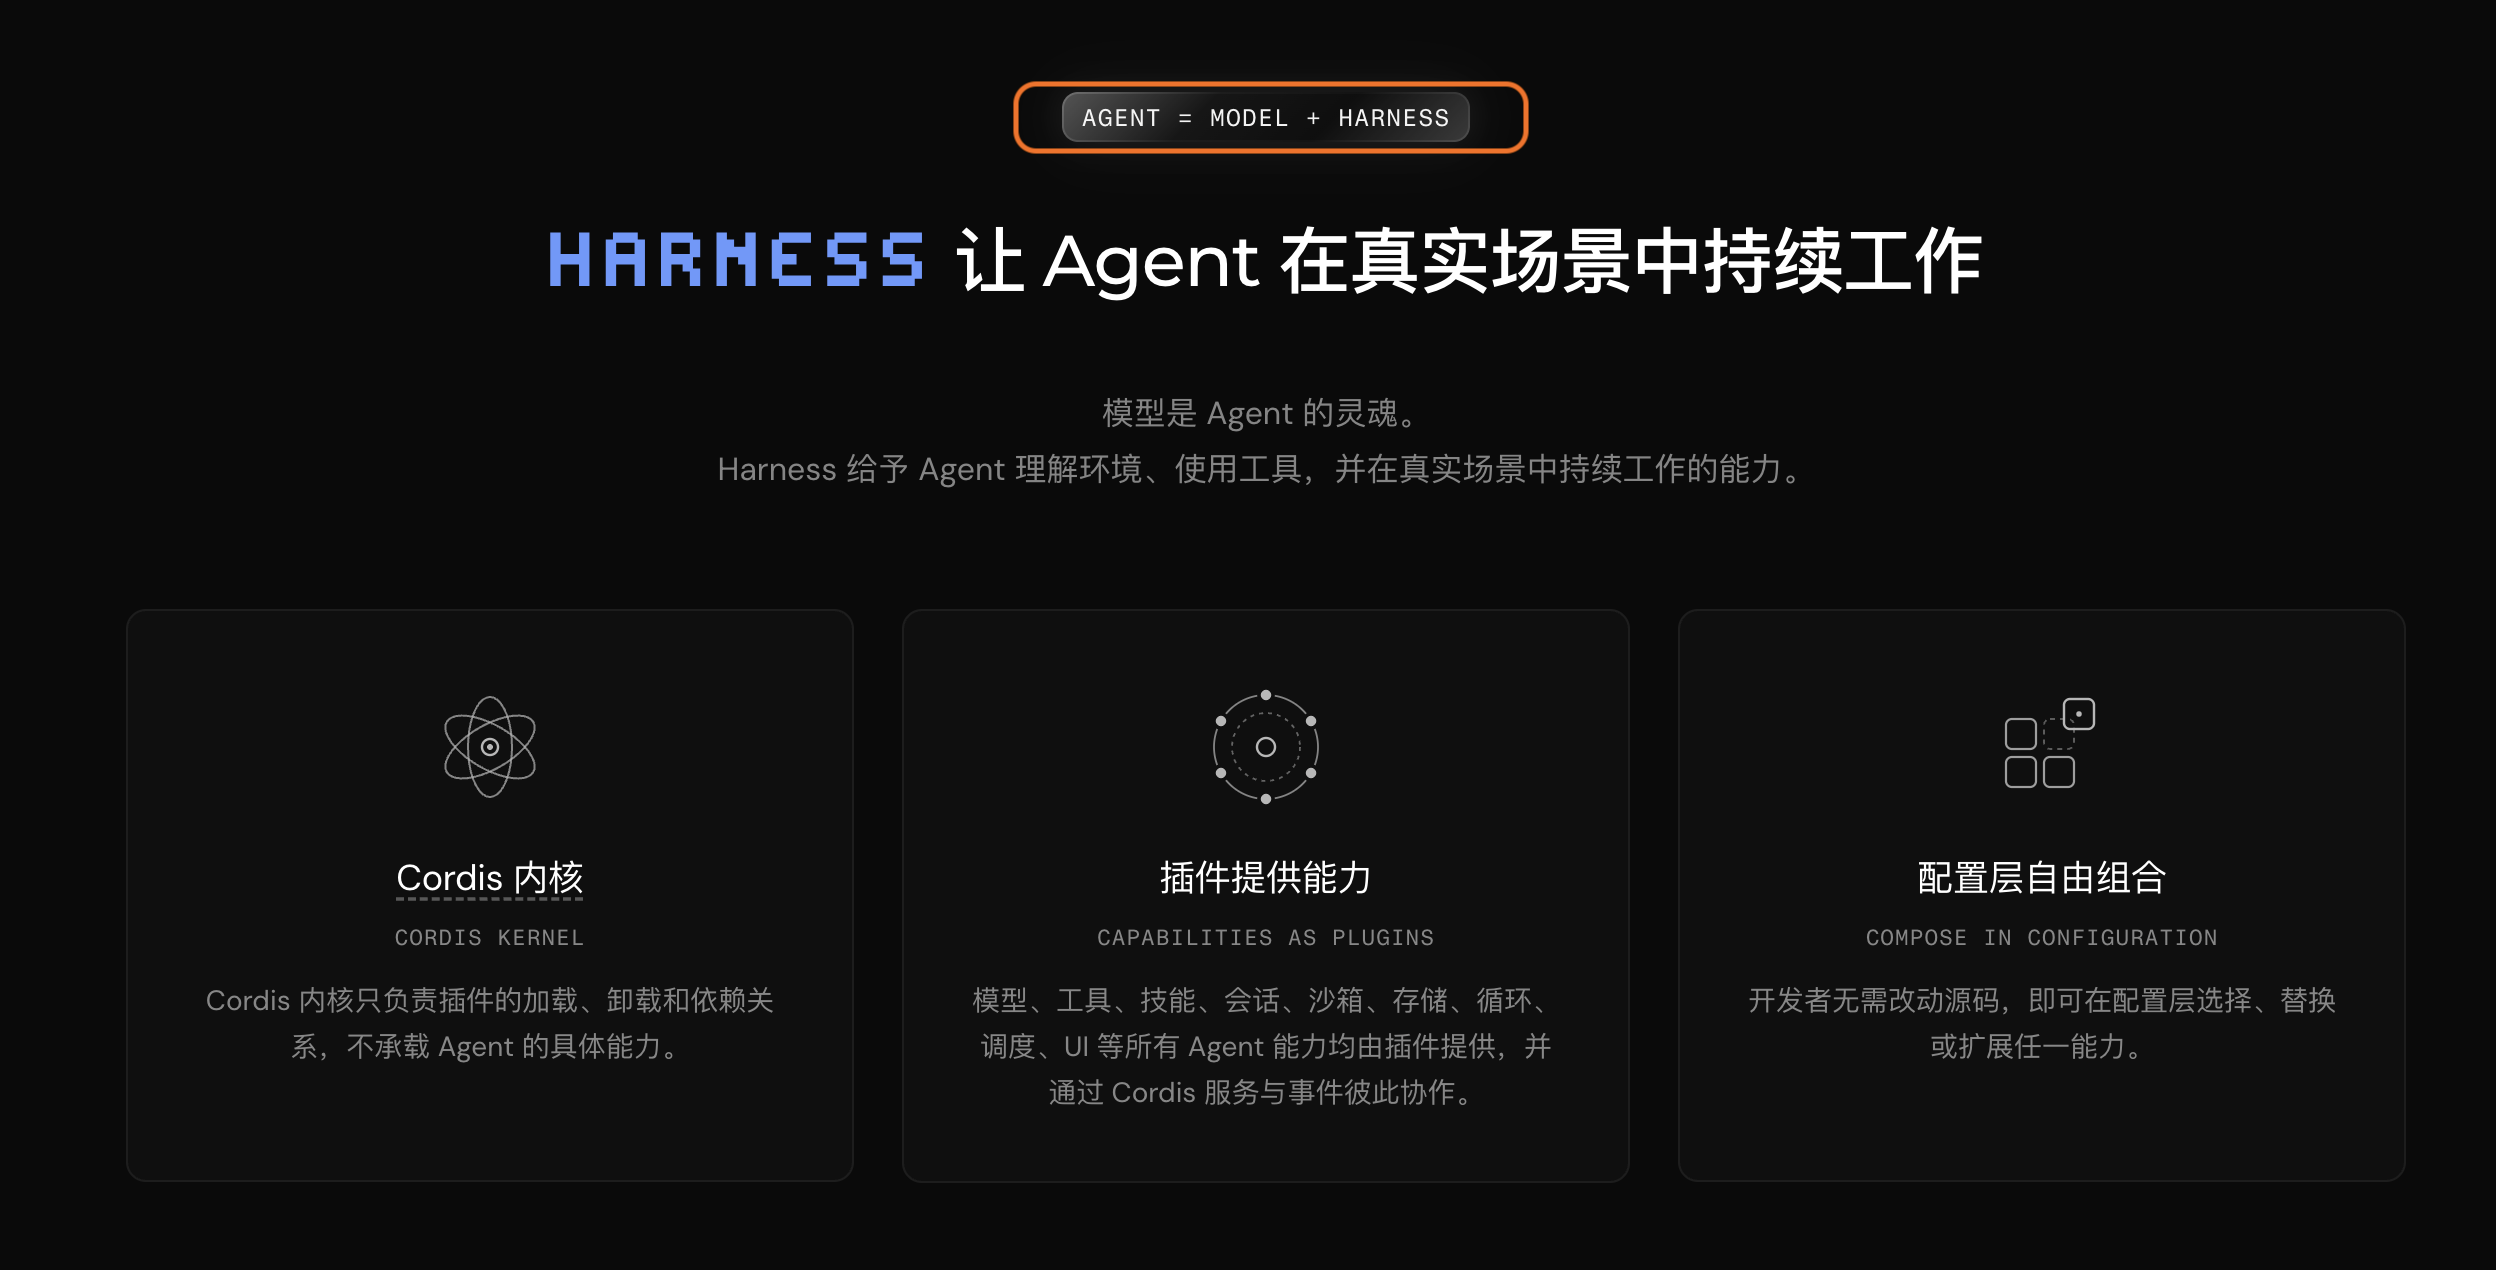 AGENT = MODEL + HARNESS
HARNESS 让 Agent 在真实场景中持续工作
模型是 Agent 的灵魂。
Harness 给予 Agent 理解环境、使用工具，并在真实场景中持续工作的能力。
Cordis 内核
CORDIS KERNEL
Cordis 内核只负责插件的加载、卸载和依赖关
系，不承载 Agent 的具体能力。
插件提供能力
CAPABILITIES AS PLUGINS
模型、工具、技能、会话、沙箱、存储、循环、
调度、UI 等所有 Agent 能力均由插件提供，并
通过 Cordis 服务与事件彼此协作。
配置层自由组合
COMPOSE IN CONFIGURATION
开发者无需改动源码，即可在配置层选择、替换
或扩展任一能力。